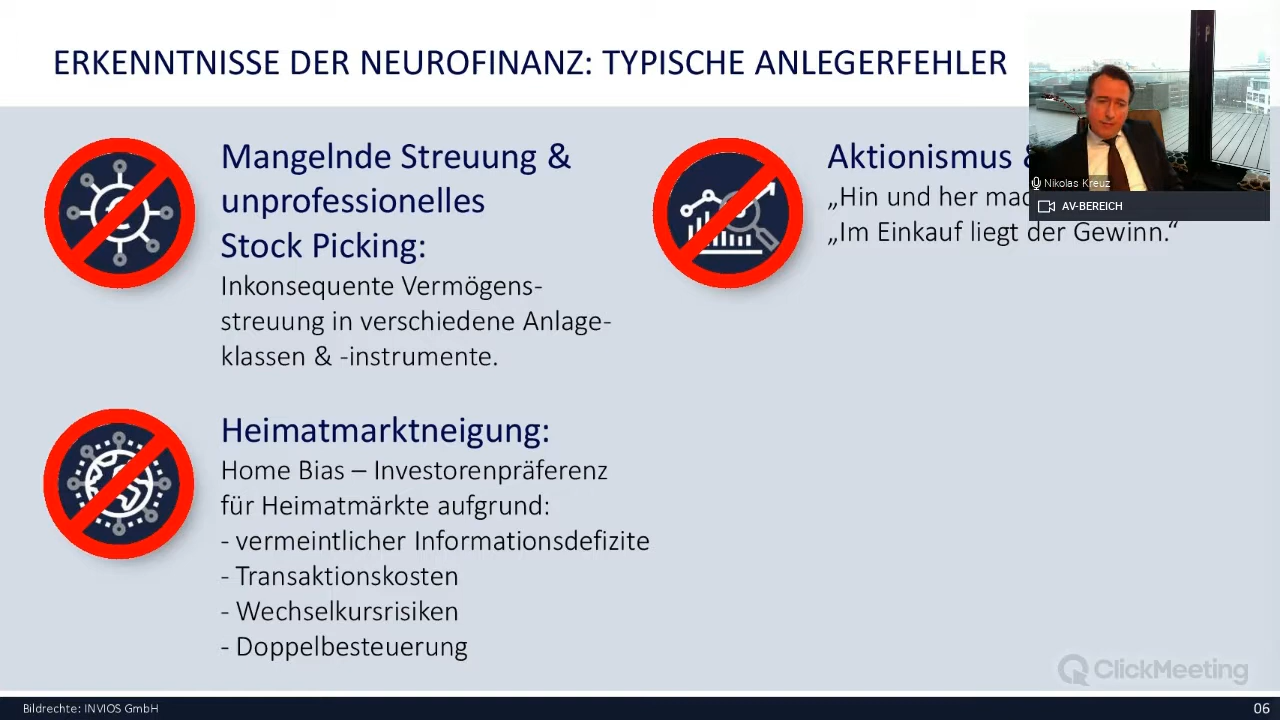 ERKENNTNISSE DER NEUROFINANZ: TYPISCHE ANLEGERFEHLER
Mangelnde Streuung &
unprofessionelles
Stock Picking:
Inkonsequente Vermögens-
streuung in verschiedene Anlage-
klassen & -instrumente.
Heimatmarktneigung:
Home Bias – Investorenpräferenz
für Heimatmärkte aufgrund:
- vermeintlicher Informationsdefizite
- Transaktionskosten
- Wechselkursrisiken
- Doppelbesteuerung
Aktionismus
„Hin und her
„Im Einkauf liegt der Gewinn.“
Nikolas Kreuz
AV-BEREICH
ClickMeeting
Bildrechte: INVIOS GmbH
06